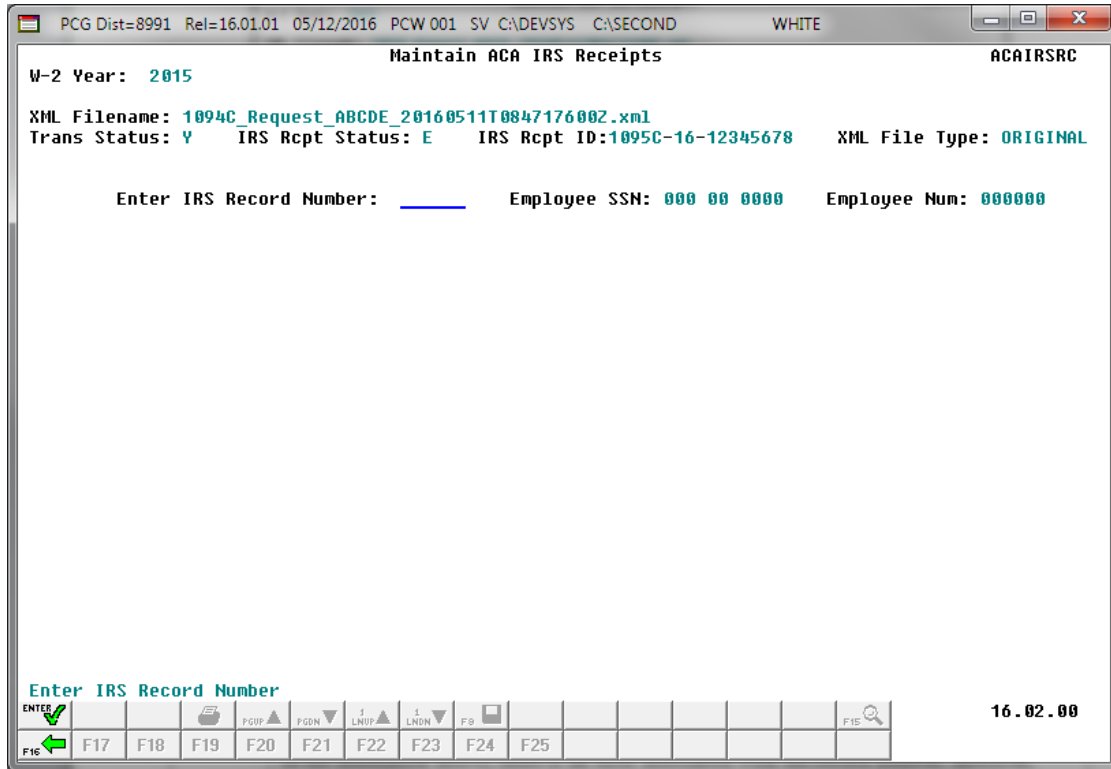 PCG Dist=8991 Rel=16.01.01 05/12/2016 PCW 001 SV C:\DEVSYS C:\SECOND WHITE
Maintain ACA IRS Receipts ACAIRSRC
W-2 Year: 2015
XML Filename: 1094C_Request_ABCDE_20160511T084717600Z.xml
Trans Status: Y IRS Rcpt Status: E IRS Rcpt ID:1095C-16-12345678 XML File Type: ORIGINAL
Enter IRS Record Number: ______ Employee SSN: 000 00 0000 Employee Num: 000000
Enter IRS Record Number
ENTER PGUP PGDN 1 LNUP 1 LNDN F9 F15 16.02.00
F16 F17 F18 F19 F20 F21 F22 F23 F24 F25